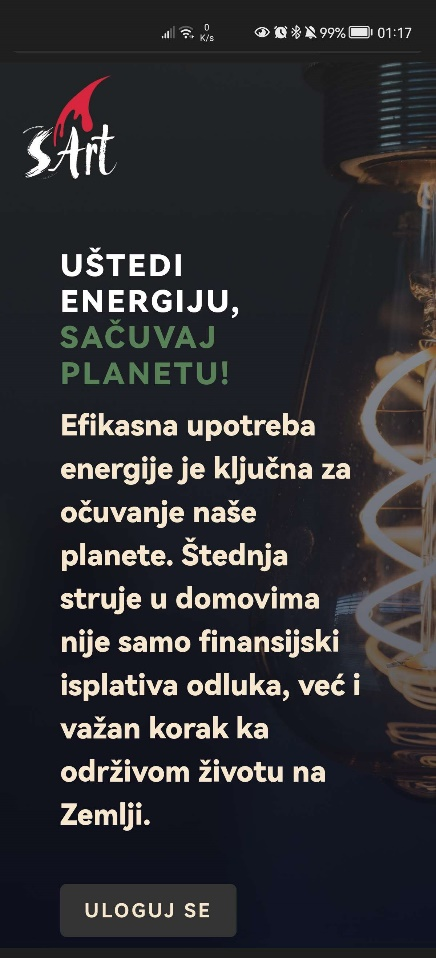 0
K/s
99%
01:17
SArt
UŠTEDI
ENERGIJU,
SAČUVAJ
PLANETU!
Efikasna upotreba
energije je ključna za
očuvanje naše
planete. Štednja
struje u domovima
nije samo finansijski
isplativa odluka, već i
važan korak ka
održivom životu na
Zemlji.
ULOGUJ SE